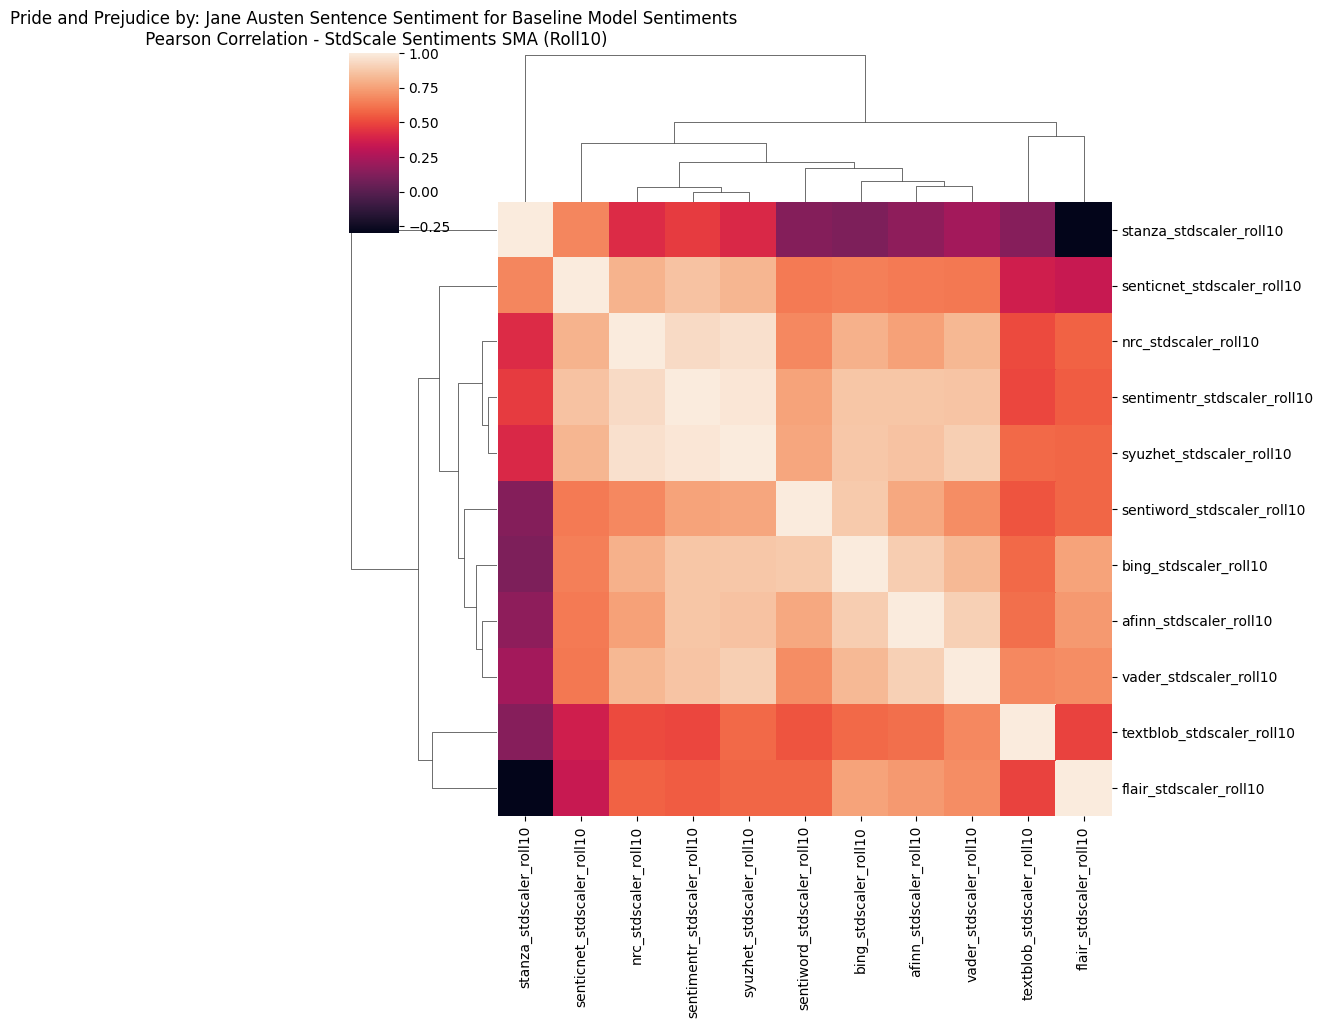 Pride and Prejudice by: Jane Austen Sentence Sentiment for Baseline Model Sentiments
Pearson Correlation - StdScale Sentiments SMA (Roll10)
1.00
0.75
0.50
0.25
0.00
−0.25
stanza_stdscaler_roll10
senticnet_stdscaler_roll10
nrc_stdscaler_roll10
sentimentr_stdscaler_roll10
syuzhet_stdscaler_roll10
sentiword_stdscaler_roll10
bing_stdscaler_roll10
afinn_stdscaler_roll10
vader_stdscaler_roll10
textblob_stdscaler_roll10
flair_stdscaler_roll10
stanza_stdscaler_roll10
senticnet_stdscaler_roll10
nrc_stdscaler_roll10
sentimentr_stdscaler_roll10
syuzhet_stdscaler_roll10
sentiword_stdscaler_roll10
bing_stdscaler_roll10
afinn_stdscaler_roll10
vader_stdscaler_roll10
textblob_stdscaler_roll10
flair_stdscaler_roll10